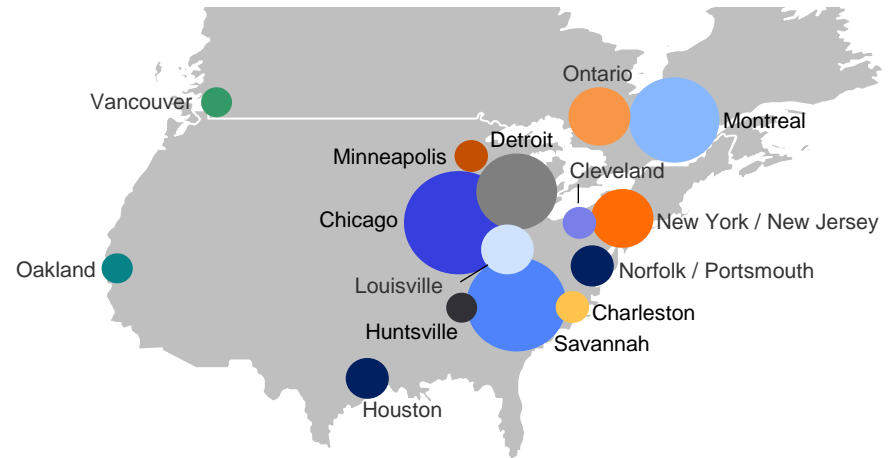 Ontario
Vancouver
Montreal
Detroit
Minneapolis
Cleveland
Chicago
New York / New Jersey
Oakland
Norfolk / Portsmouth
Louisville
Charleston
Huntsville
Savannah
Houston